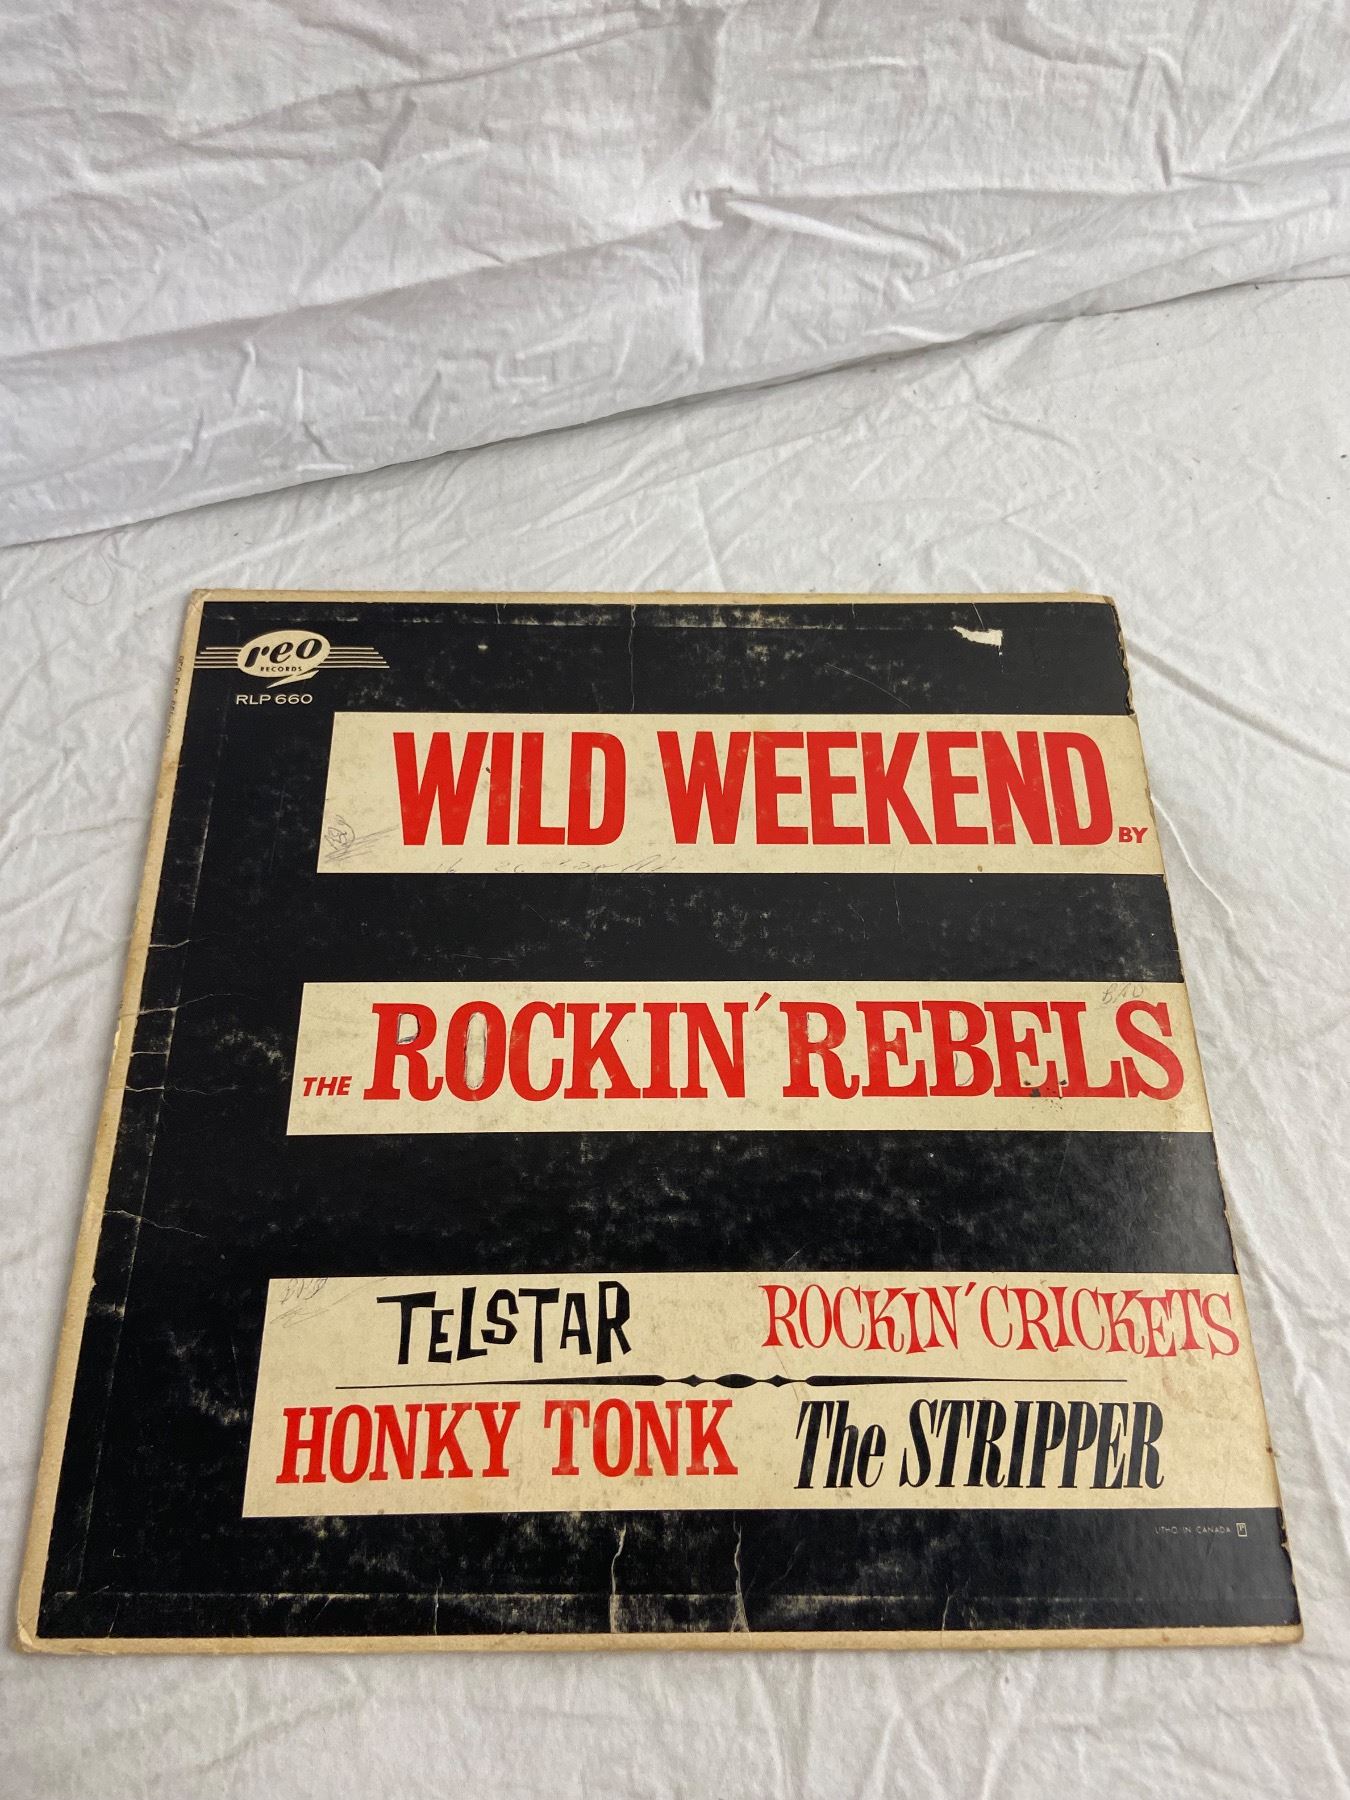 reo
RECORDS
RLP 660
WILD WEEKEND BY
THE ROCKIN' REBELS
TELSTAR ROCKIN' CRICKETS
HONKY TONK The STRIPPER
LITHO IN CANADA